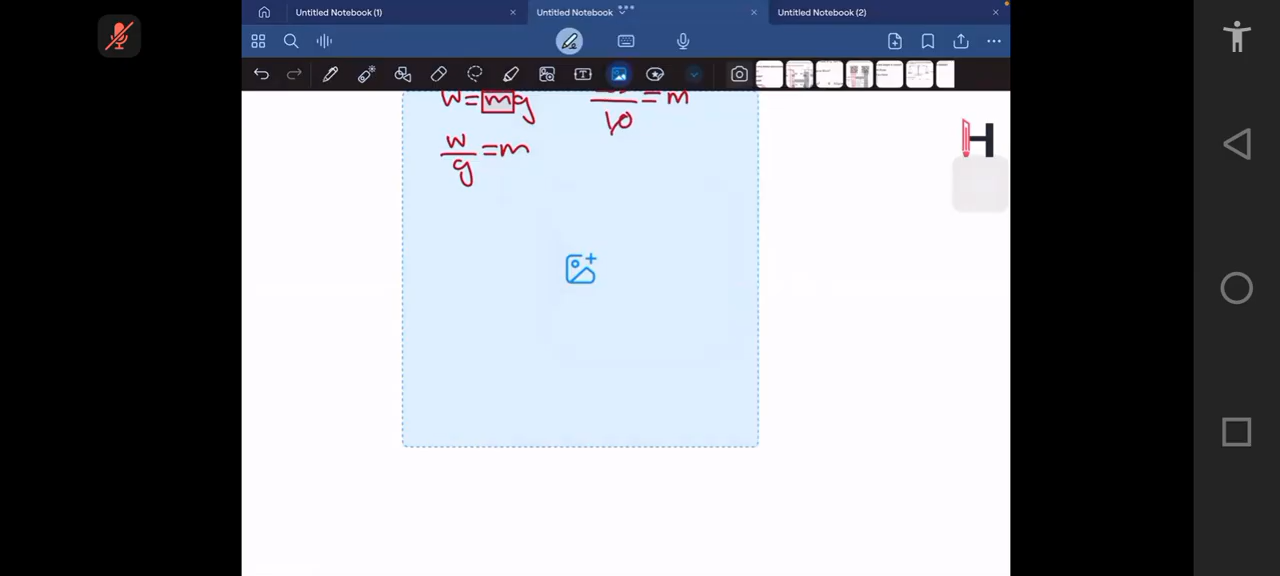 Untitled Notebook (1)
Untitled Notebook
Untitled Notebook (2)
T
w = mg
10 = m
w
g = m
H